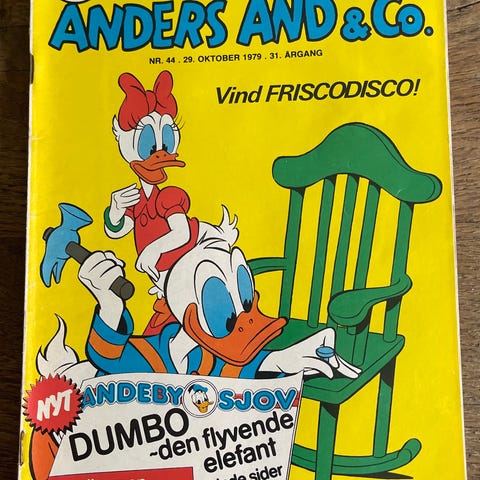 ANDERS AND & Co.
NR. 44 . 29. OKTOBER 1979 . 31. ÅRGANG
Vind FRISCODISCO!
NYT
ANDEBY SJOV
DUMBO
-den flyvende
elefant
sider